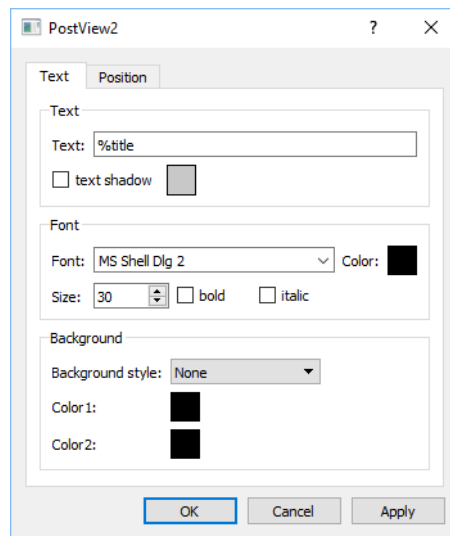 PostView2 ?
Text Position
Text
Text: %title
text shadow
Font
Font: MS Shell Dlg 2 Color:
Size: 30 bold italic
Background
Background style: None
Color1:
Color2:
OK Cancel Apply